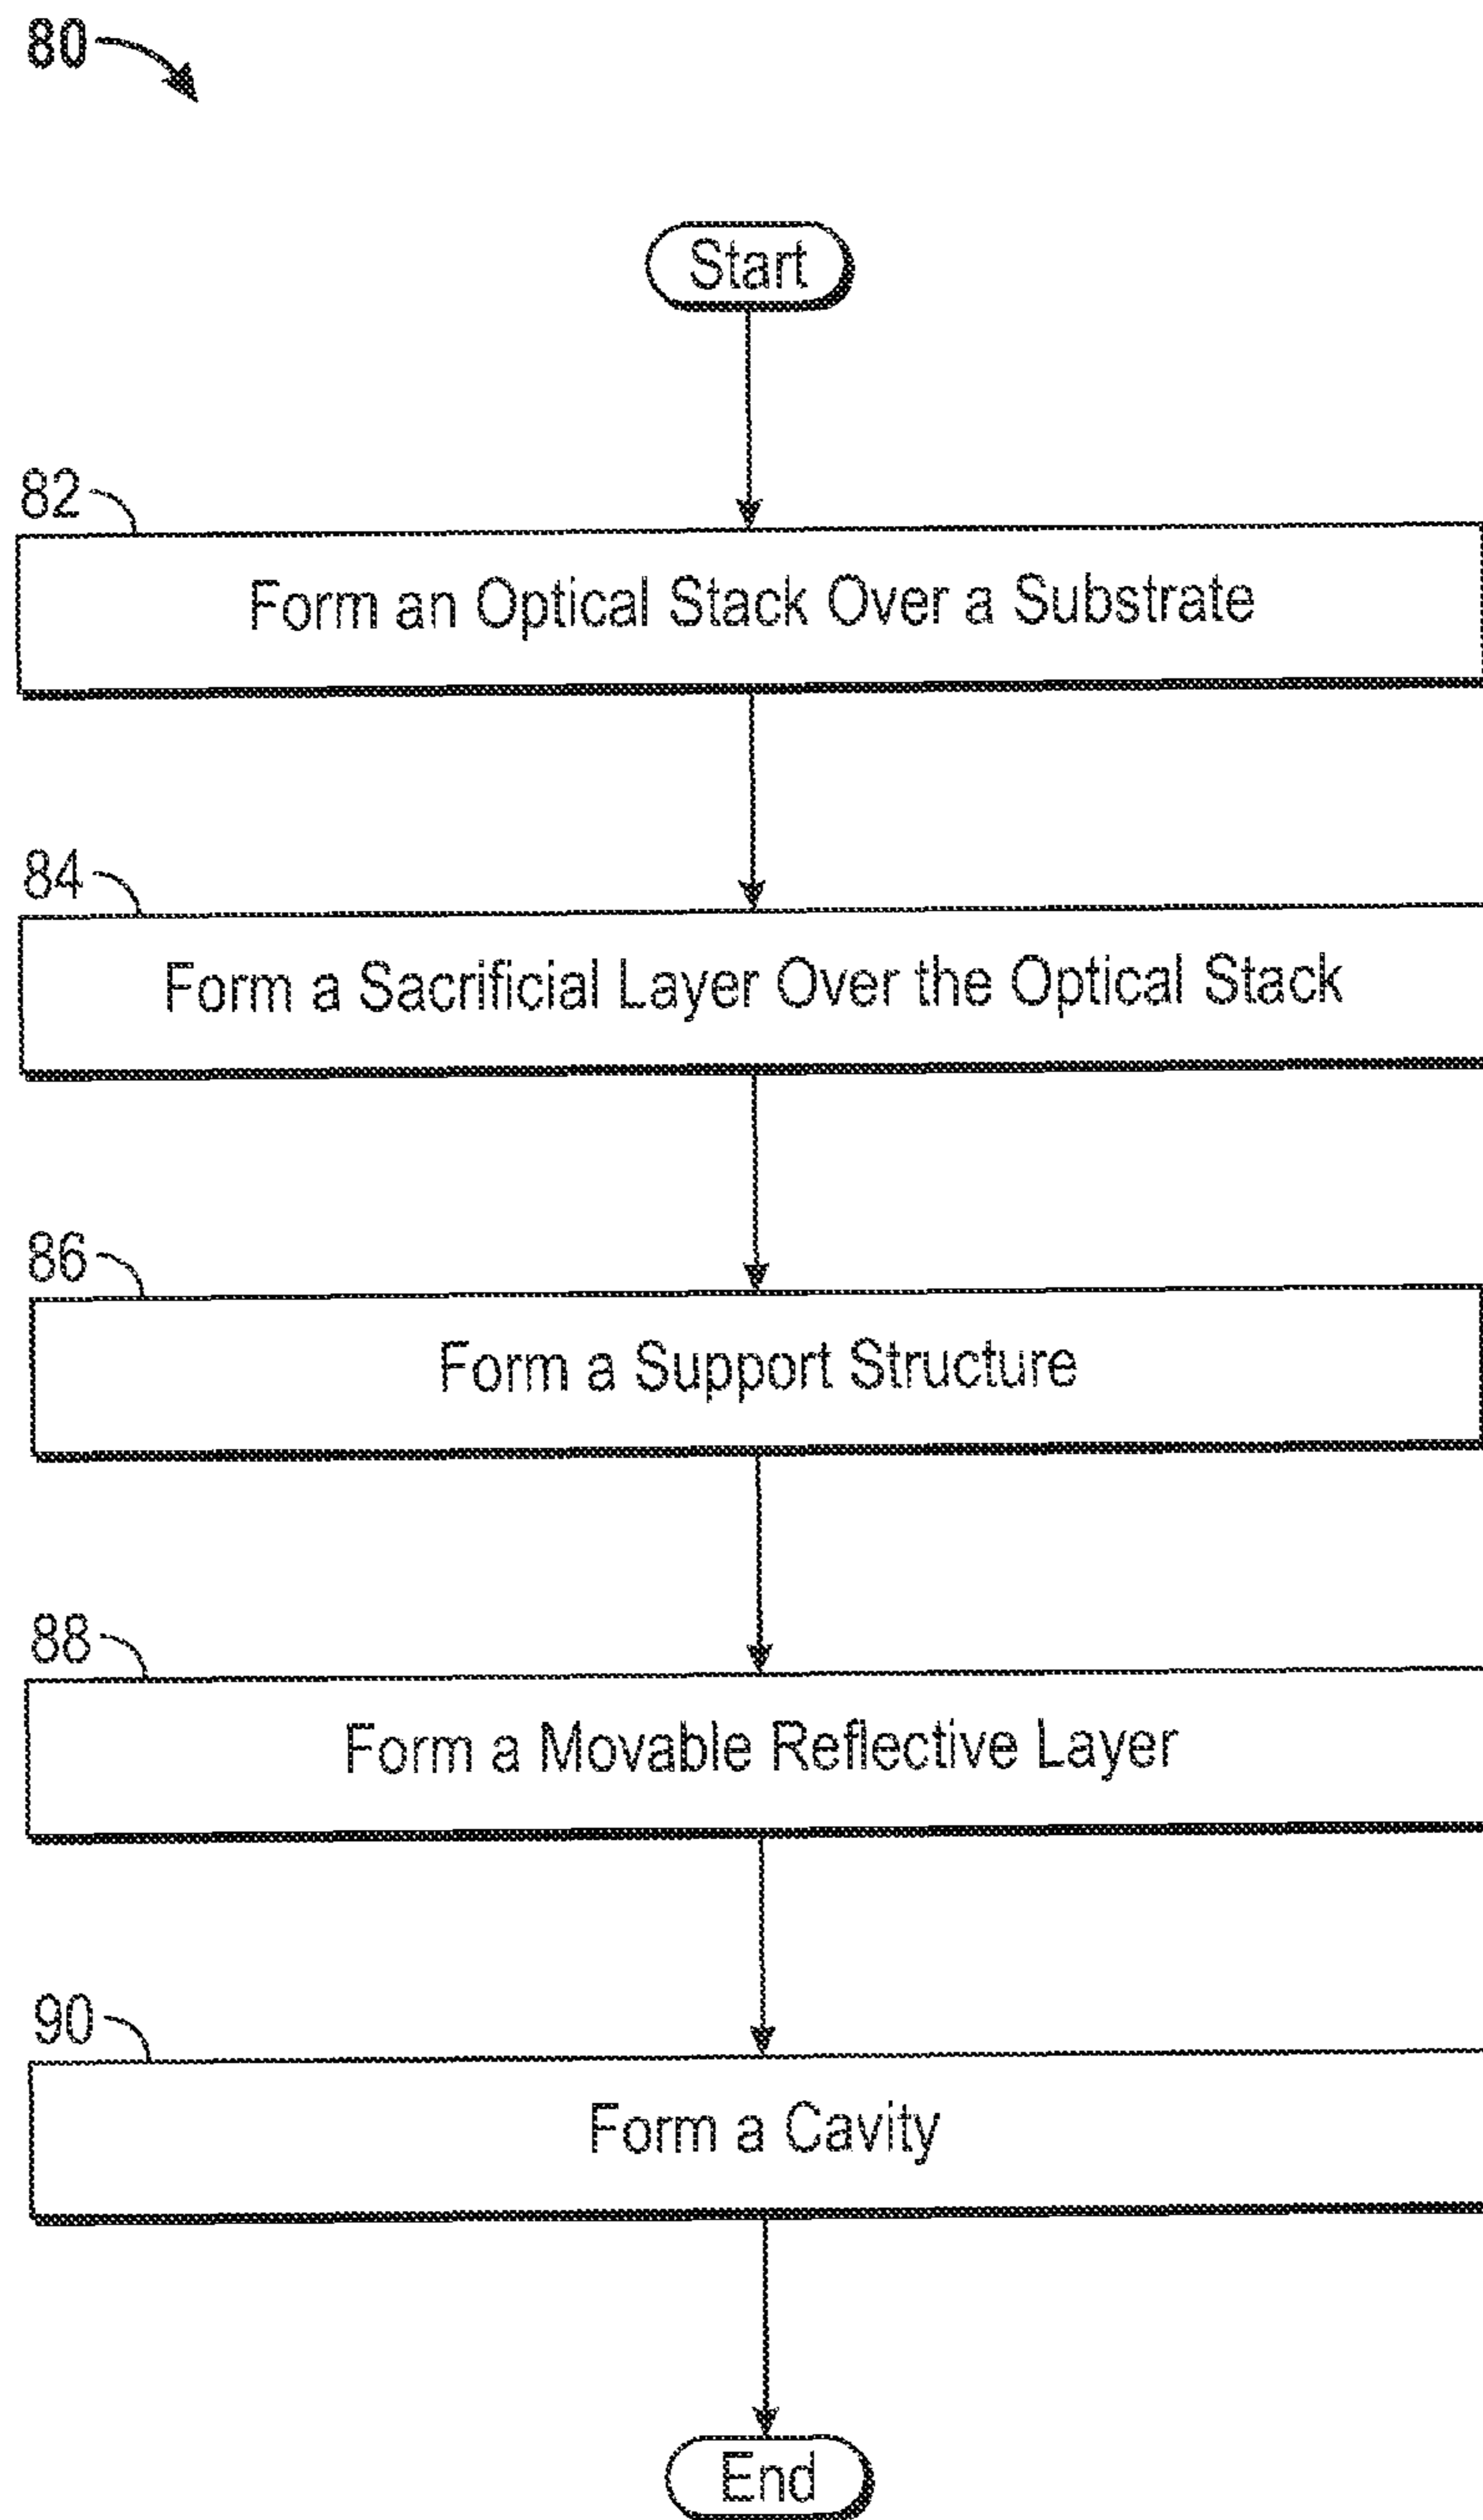 80
Start
82
Form an Optical Stack Over a Substrate
84
Form a Sacrificial Layer Over the Optical Stack
86
Form a Support Structure
88
Form a Movable Reflective Layer
90
Form a Cavity
End